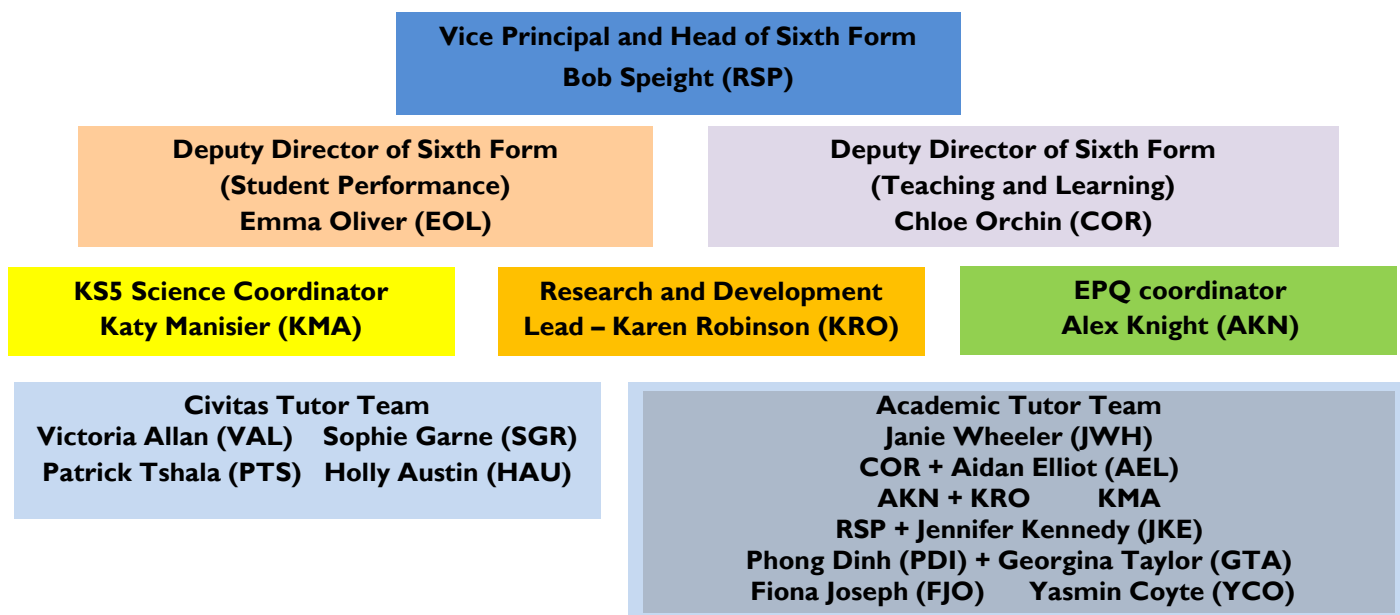 Vice Principal and Head of Sixth Form
Bob Speight (RSP)
Deputy Director of Sixth Form
(Student Performance)
Emma Oliver (EOL)
Deputy Director of Sixth Form
(Teaching and Learning)
Chloe Orchin (COR)
KS5 Science Coordinator
Katy Manisier (KMA)
Research and Development
Lead – Karen Robinson (KRO)
EPQ coordinator
Alex Knight (AKN)
Civitas Tutor Team
Victoria Allan (VAL) Sophie Garne (SGR)
Patrick Tshala (PTS) Holly Austin (HAU)
Academic Tutor Team
Janie Wheeler (JWH)
COR + Aidan Elliot (AEL)
AKN + KRO KMA
RSP + Jennifer Kennedy (JKE)
Phong Dinh (PDI) + Georgina Taylor (GTA)
Fiona Joseph (FJO) Yasmin Coyte (YCO)